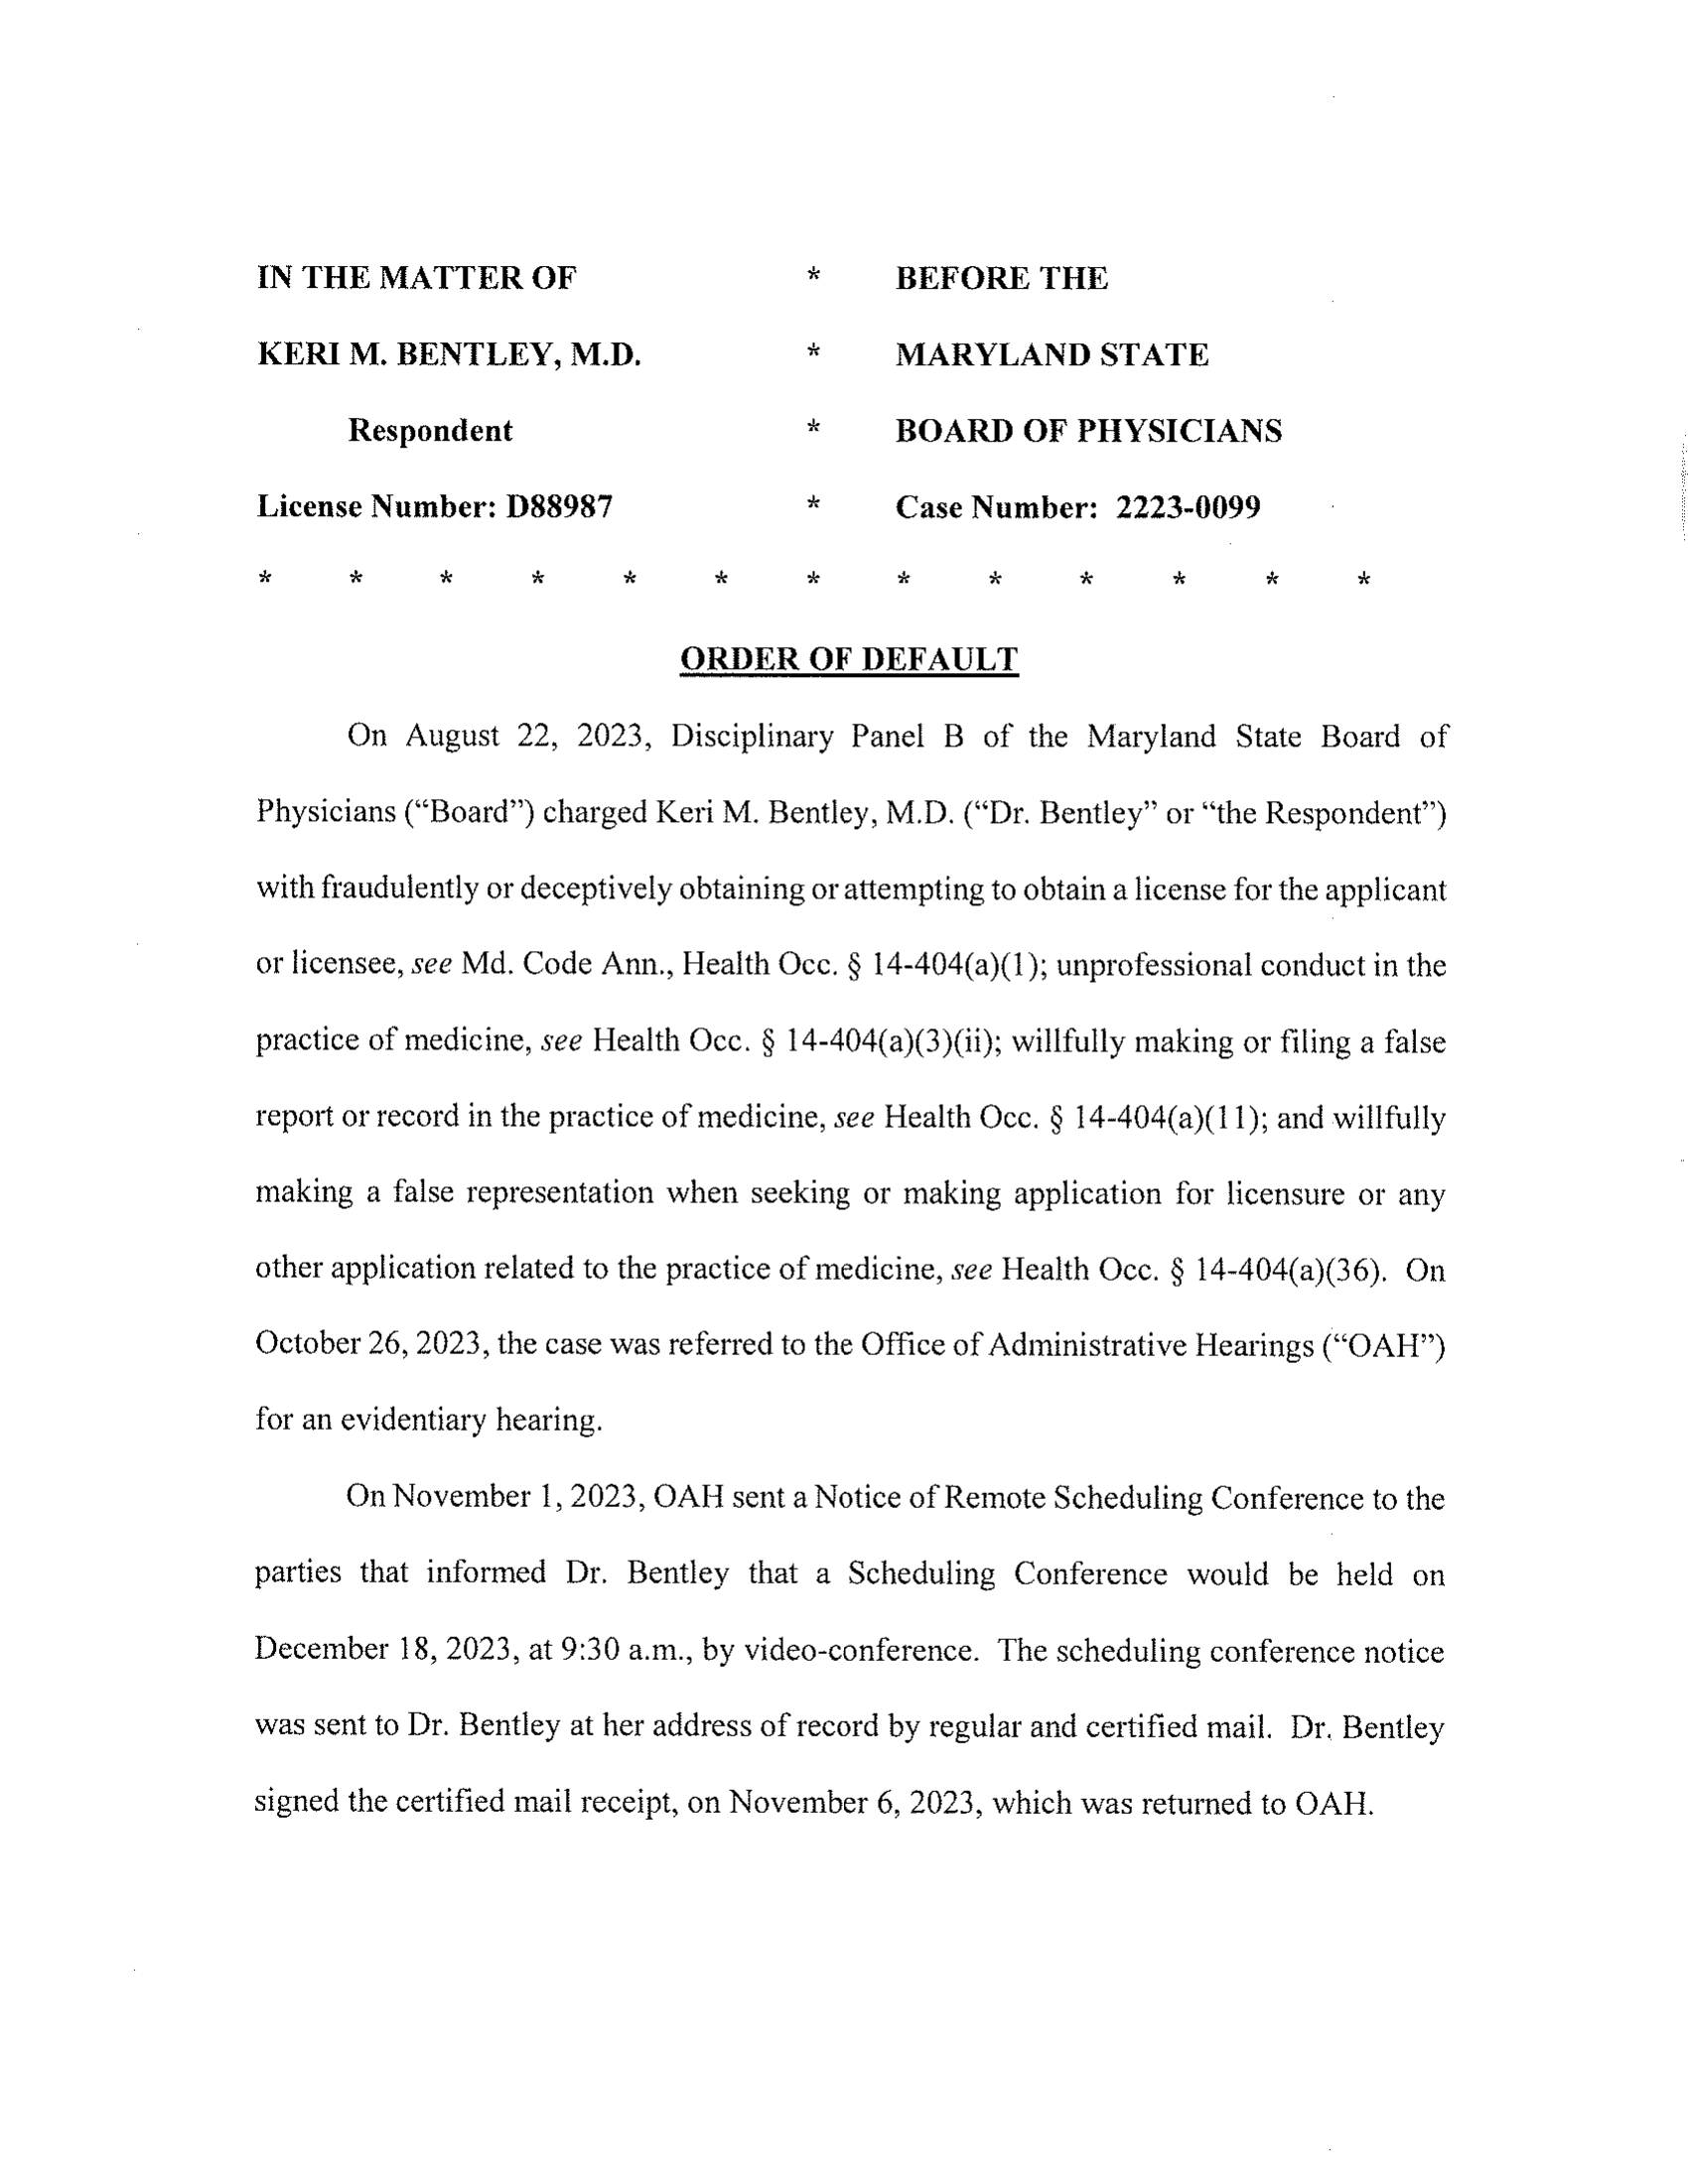 IN THE MATTER OF * BEFORE THE
KERI M. BENTLEY, M.D. * MARYLAND STATE
Respondent * BOARD OF PHYSICIANS
License Number: D88987 * Case Number: 2223-0099
* * * * * * * * * * * * *
ORDER OF DEFAULT
On August 22, 2023, Disciplinary Panel B of the Maryland State Board of
Physicians (“Board”) charged Keri M. Bentley, M.D. (“Dr. Bentley” or “the Respondent”)
with fraudulently or deceptively obtaining or attempting to obtain a license for the applicant
or licensee, see Md. Code Ann., Health Occ. § 14-404(a)(1); unprofessional conduct in the
practice of medicine, see Health Occ. § 14-404(a)(3)(ii); willfully making or filing a false
report or record in the practice of medicine, see Health Occ. § 14-404(a)(11); and willfully
making a false representation when seeking or making application for licensure or any
other application related to the practice of medicine, see Health Occ. § 14-404(a)(36). On
October 26, 2023, the case was referred to the Office of Administrative Hearings (“OAH”)
for an evidentiary hearing.
On November 1, 2023, OAH sent a Notice of Remote Scheduling Conference to the
parties that informed Dr. Bentley that a Scheduling Conference would be held on
December 18, 2023, at 9:30 a.m., by video-conference. The scheduling conference notice
was sent to Dr. Bentley at her address of record by regular and certified mail. Dr. Bentley
signed the certified mail receipt, on November 6, 2023, which was returned to OAH.